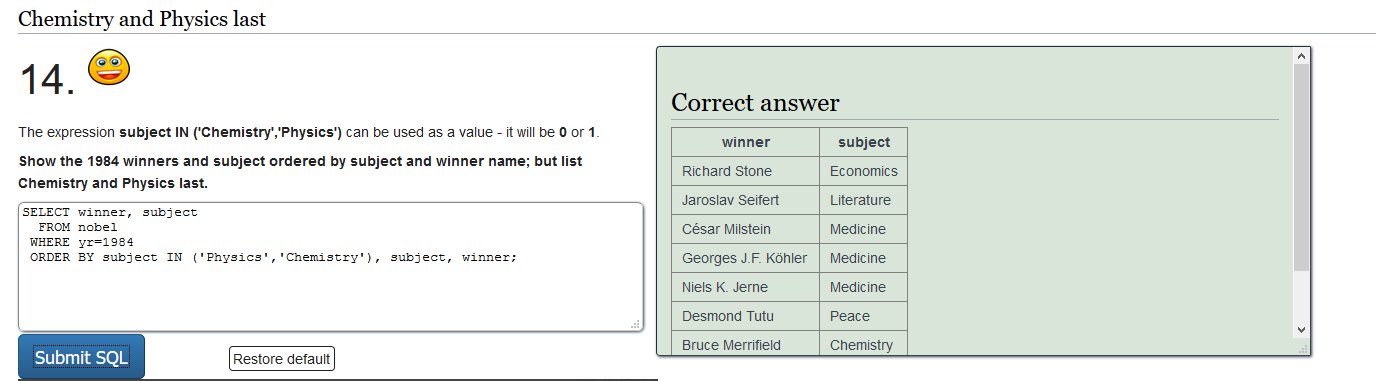 Chemistry and Physics last
14.
The expression subject IN ('Chemistry','Physics') can be used as a value - it will be 0 or 1.
Show the 1984 winners and subject ordered by subject and winner name; but list
Chemistry and Physics last.
SELECT winner, subject
FROM nobel
WHERE yr=1984
ORDER BY subject IN ('Physics','Chemistry'), subject, winner;
Submit SQL
Restore default
Correct answer
winner subject
Richard Stone Economics
Jaroslav Seifert Literature
César Milstein Medicine
Georges J.F. Köhler Medicine
Niels K. Jerne Medicine
Desmond Tutu Peace
Bruce Merrifield Chemistry